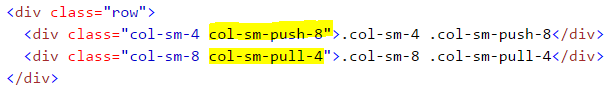 <div class="row">
<div class="col-sm-4 col-sm-push-8">.col-sm-4 .col-sm-push-8</div>
<div class="col-sm-8 col-sm-pull-4">.col-sm-8 .col-sm-pull-4</div>
</div>